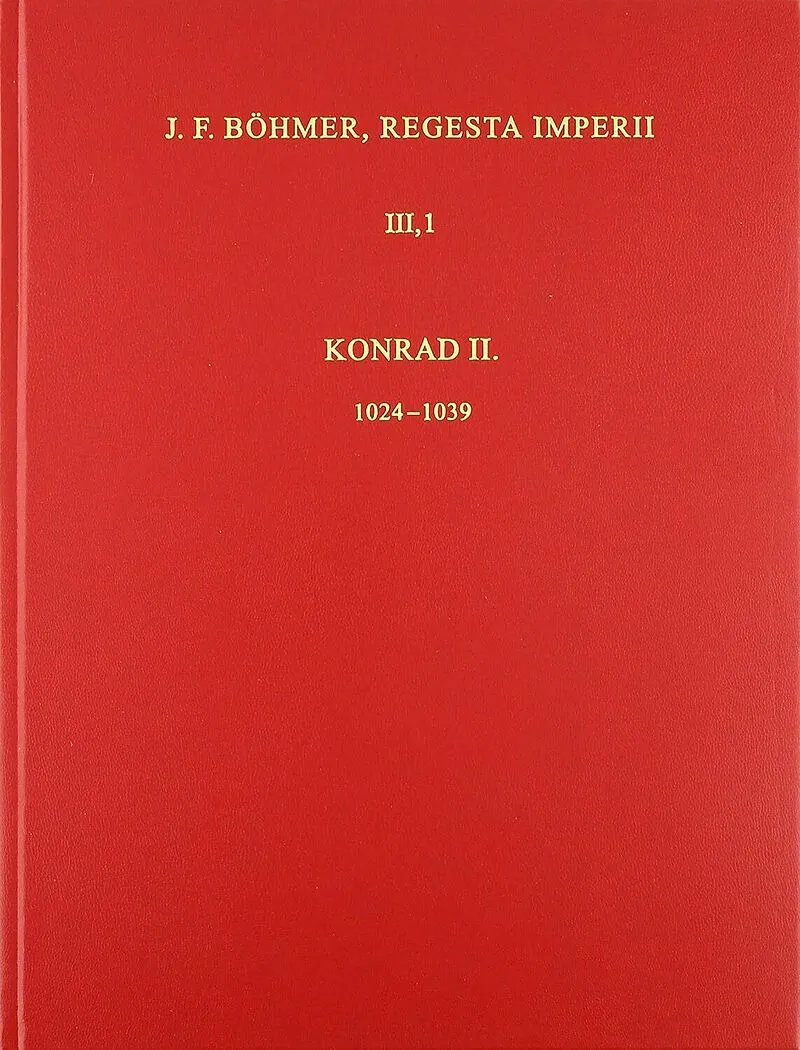 J. F. BÖHMER, REGESTA IMPERII
III,1
KONRAD II.
1024–1039